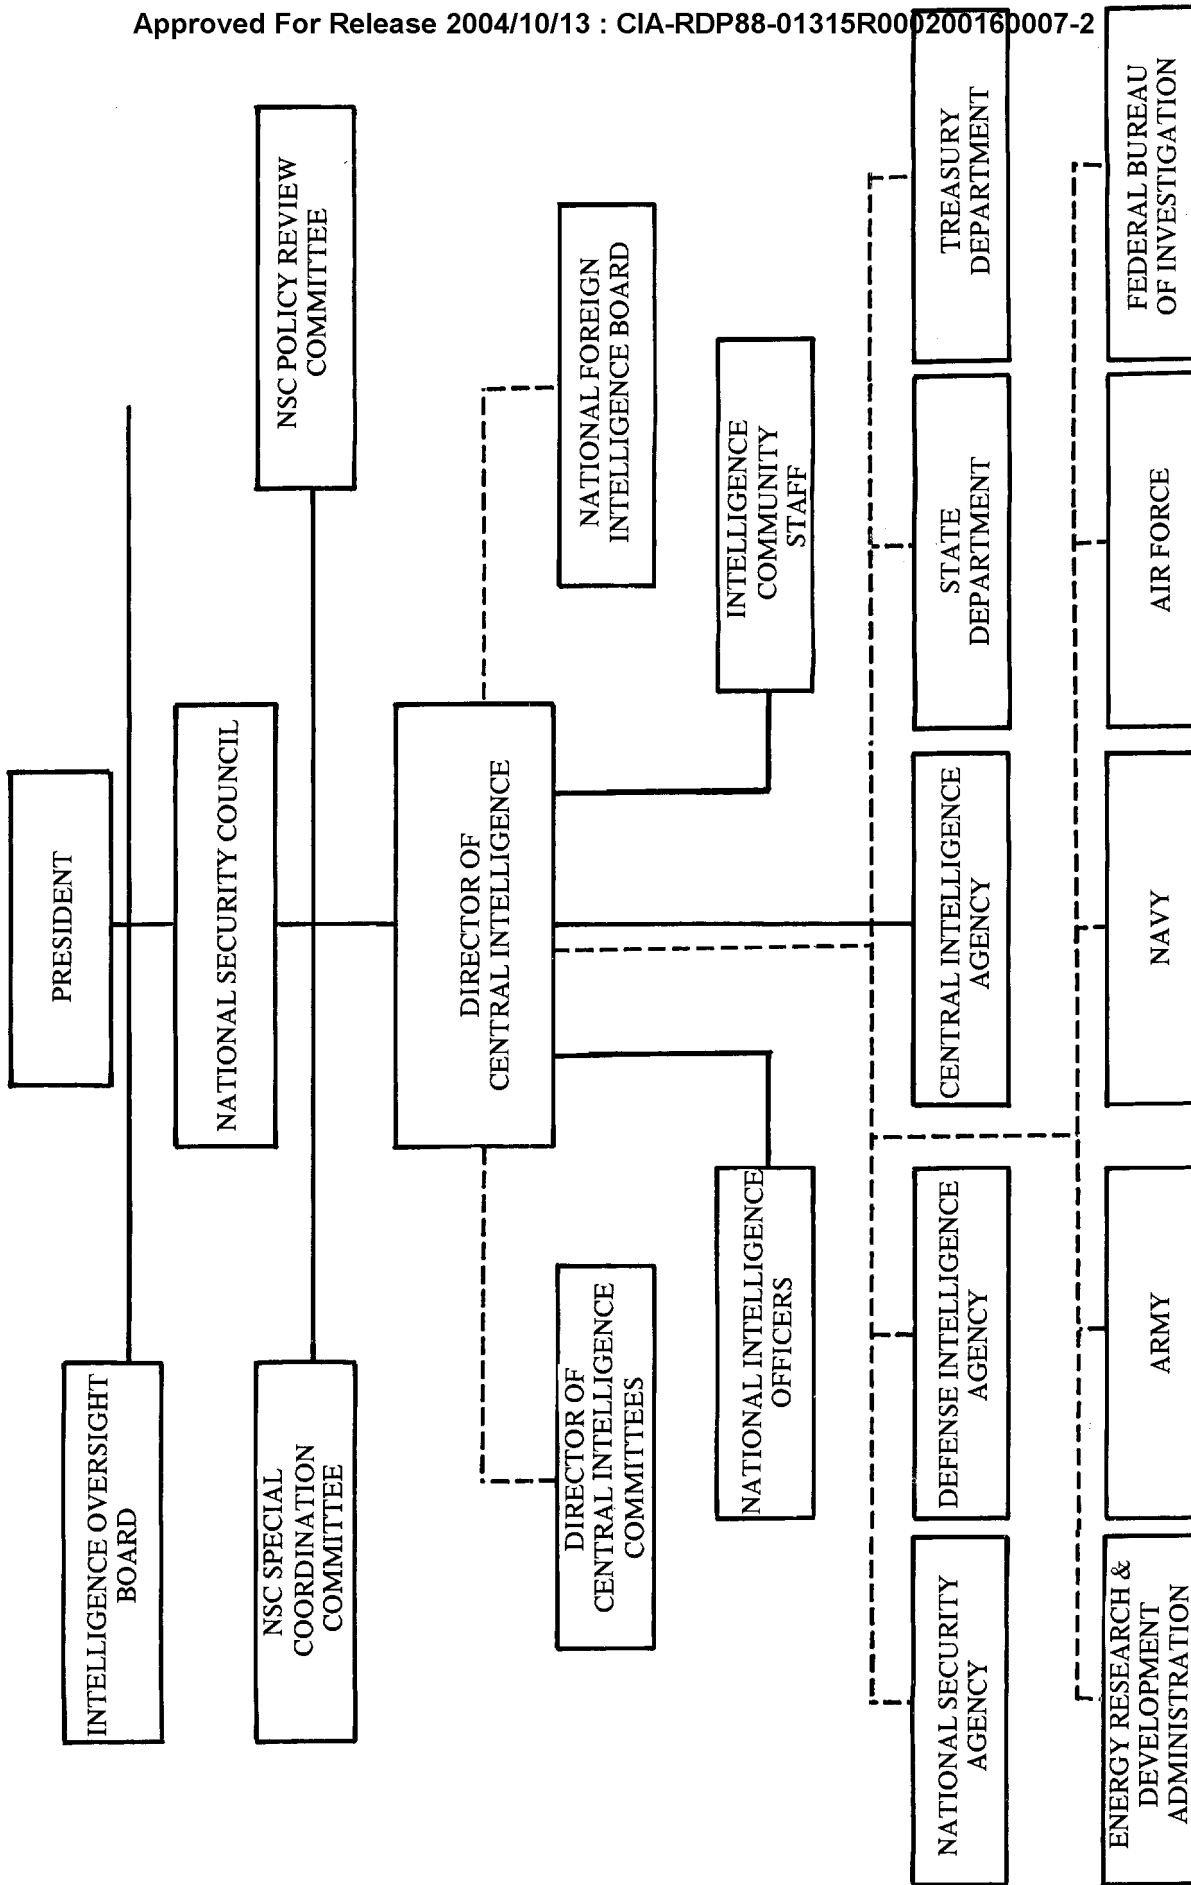 Approved For Release 2004/10/13 : CIA-RDP88-01315R000200160007-2
PRESIDENT
INTELLIGENCE OVERSIGHT
BOARD
NATIONAL SECURITY COUNCIL
NSC SPECIAL
COORDINATION
COMMITTEE
NSC POLICY REVIEW
COMMITTEE
DIRECTOR OF
CENTRAL INTELLIGENCE
DIRECTOR OF
CENTRAL INTELLIGENCE
COMMITTEES
NATIONAL FOREIGN
INTELLIGENCE BOARD
NATIONAL INTELLIGENCE
OFFICERS
INTELLIGENCE
COMMUNITY
STAFF
NATIONAL SECURITY
AGENCY
DEFENSE INTELLIGENCE
AGENCY
CENTRAL INTELLIGENCE
AGENCY
STATE
DEPARTMENT
TREASURY
DEPARTMENT
ENERGY RESEARCH &
DEVELOPMENT
ADMINISTRATION
ARMY
NAVY
AIR FORCE
FEDERAL BUREAU
OF INVESTIGATION